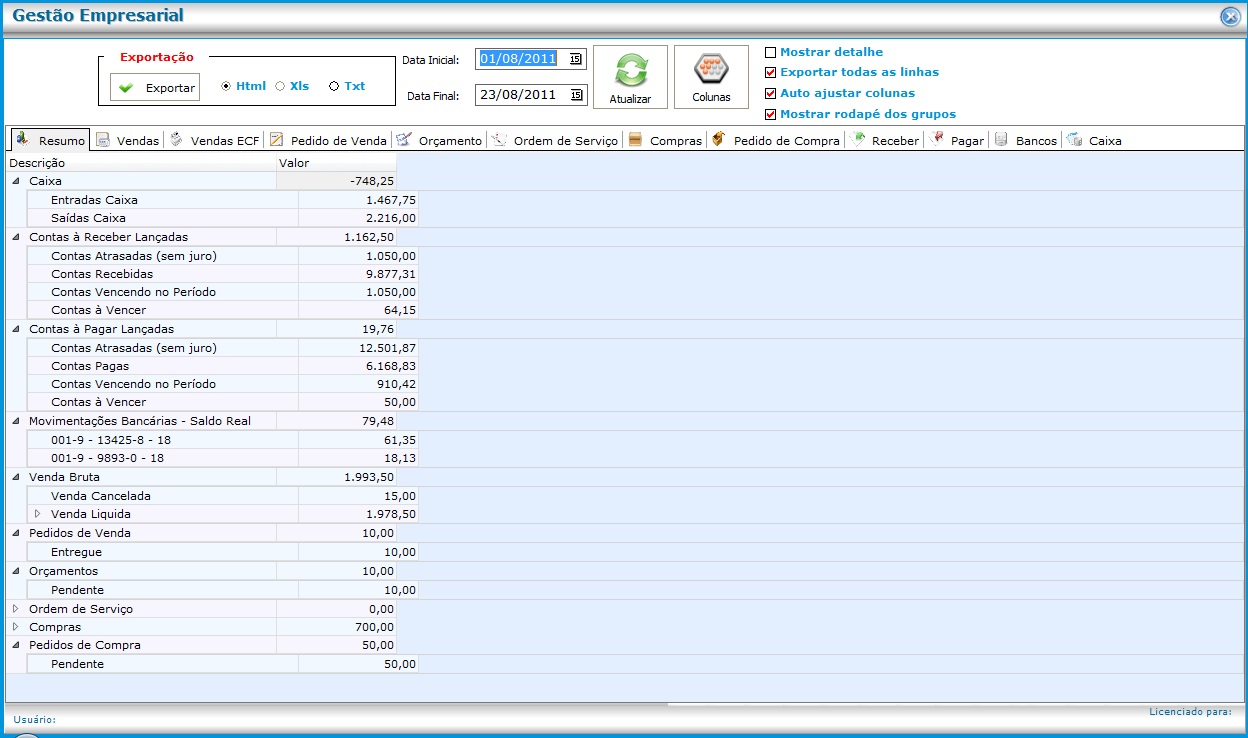 Gestão Empresarial
Exportação
Exportar
Html Xls Txt
Data Inicial: 01/08/2011 15
Data Final: 23/08/2011 15
Atualizar
Colunas
Mostrar detalhe
Exportar todas as linhas
Auto ajustar colunas
Mostrar rodapé dos grupos
Resumo Vendas Vendas ECF Pedido de Venda Orçamento Ordem de Serviço Compras Pedido de Compra Receber Pagar Bancos Caixa
Descrição Valor
Caixa -748,25
Entradas Caixa 1.467,75
Saídas Caixa 2.216,00
Contas à Receber Lançadas 1.162,50
Contas Atrasadas (sem juro) 1.050,00
Contas Recebidas 9.877,31
Contas Vencendo no Período 1.050,00
Contas à Vencer 64,15
Contas à Pagar Lançadas 19,76
Contas Atrasadas (sem juro) 12.501,87
Contas Pagas 6.168,83
Contas Vencendo no Período 910,42
Contas à Vencer 50,00
Movimentações Bancárias - Saldo Real 79,48
001-9 - 13425-8 - 18 61,35
001-9 - 9893-0 - 18 18,13
Venda Bruta 1.993,50
Venda Cancelada 15,00
Venda Liquida 1.978,50
Pedidos de Venda 10,00
Entregue 10,00
Orçamentos 10,00
Pendente 10,00
Ordem de Serviço 0,00
Compras 700,00
Pedidos de Compra 50,00
Pendente 50,00
Licenciado para:
Usuário: